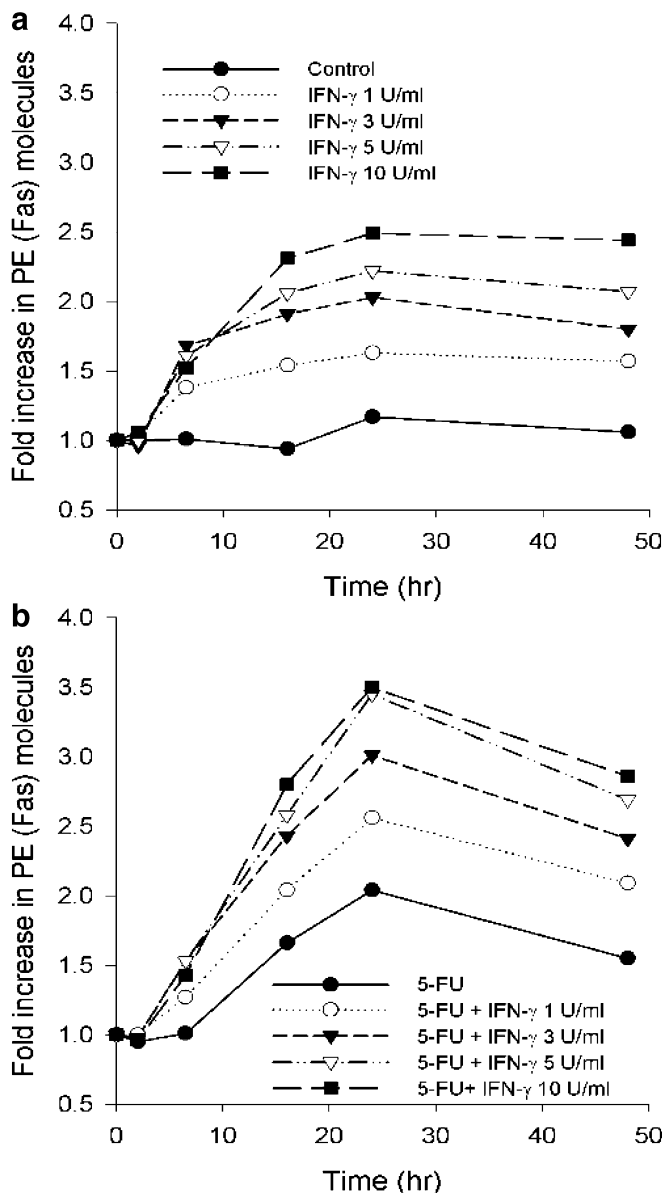 a
4.0
3.5
3.0
2.5
2.0
1.5
1.0
0.5
Fold increase in PE (Fas) molecules
Control
IFN-γ 1 U/ml
IFN-γ 3 U/ml
IFN-γ 5 U/ml
IFN-γ 10 U/ml
0 10 20 30 40 50
Time (hr)
b
4.0
3.5
3.0
2.5
2.0
1.5
1.0
0.5
Fold increase in PE (Fas) molecules
5-FU
5-FU + IFN-γ 1 U/ml
5-FU + IFN-γ 3 U/ml
5-FU + IFN-γ 5 U/ml
5-FU+ IFN-γ 10 U/ml
0 10 20 30 40 50
Time (hr)